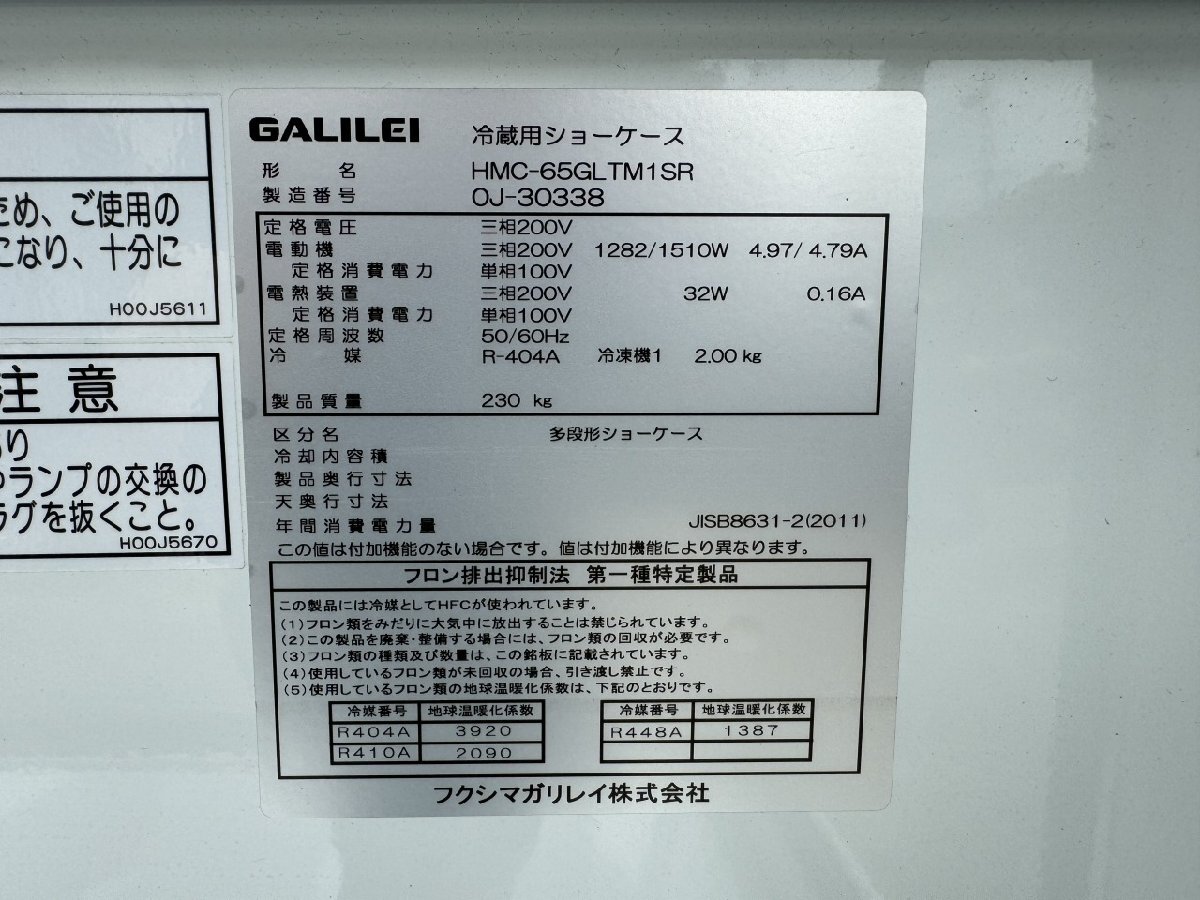 ため、ご使用の
になり、十分に
H00J5611
注 意
あり
やランプの交換の
ラグを抜くこと。
H00J5670
GALILEI 冷蔵用ショーケース
形 名 HMC-65GLTM1SR
製造番号 0J-30338
定格電圧 三相200V
電動機 三相200V 1282/1510W 4.97/ 4.79A
定格消費電力 単相100V
電熱装置 三相200V 32W 0.16A
定格消費電力 単相100V
定格周波数 50/60Hz
冷 媒 R-404A 冷凍機1 2.00 kg
製品質量 230 kg
区分名 多段形ショーケース
冷却内容積
製品奥行寸法
天奥行寸法
年間消費電力量 JISB8631-2(2011)
この値は付加機能のない場合です。値は付加機能により異なります。
フロン排出抑制法 第一種特定製品
この製品には冷媒としてHFCが使われています。
(1)フロン類をみだりに大気中に放出することは禁じられています。
(2)この製品を廃棄・整備する場合には、フロン類の回収が必要です。
(3)フロン類の種類及び数量は、この銘板に記載されています。
(4)使用しているフロン類が未回収の場合、引き渡し禁止です。
(5)使用しているフロン類の地球温暖化係数は、下記のとおりです。
冷媒番号 地球温暖化係数 冷媒番号 地球温暖化係数
R404A 3920 R448A 1387
R410A 2090
フクシマガリレイ株式会社